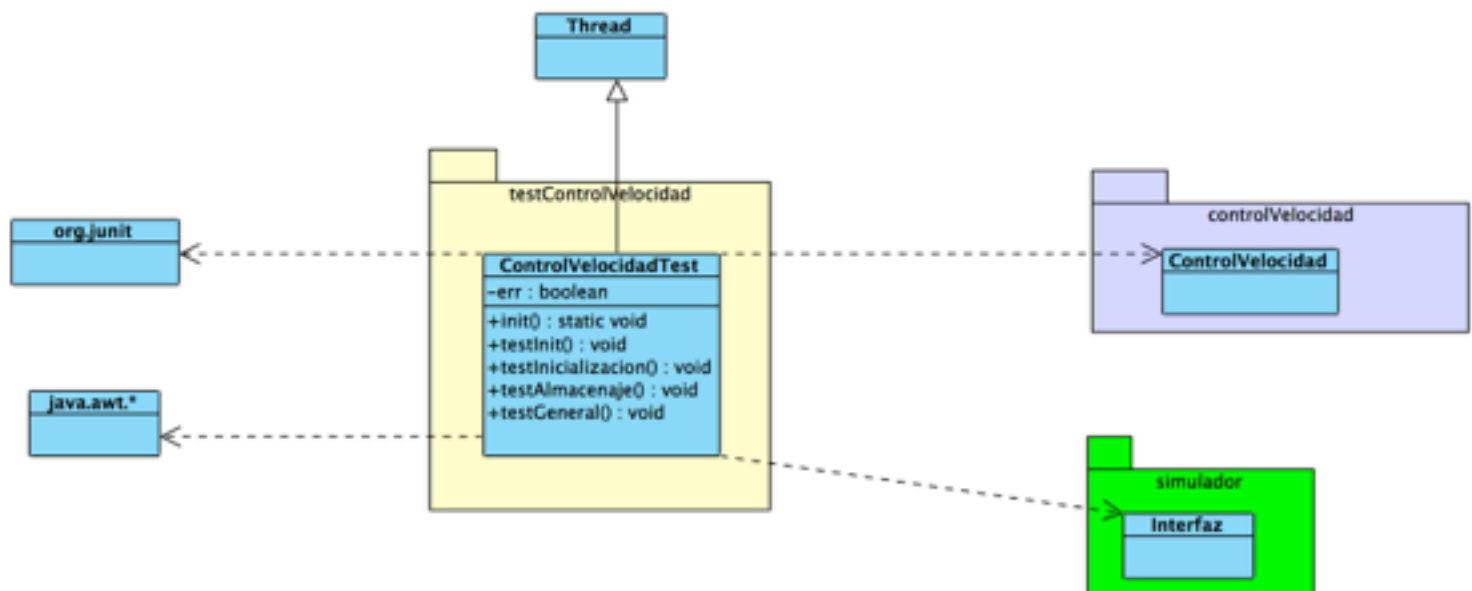 Thread
testControlVelocidad
controlVelocidad
org.junit
ControlVelocidadTest
-err : boolean
+init() : static void
+testInit() : void
+testInicializacion() : void
+testAlmacenaje() : void
+testGeneral() : void
ControlVelocidad
java.awt.*
simulador
Interfaz